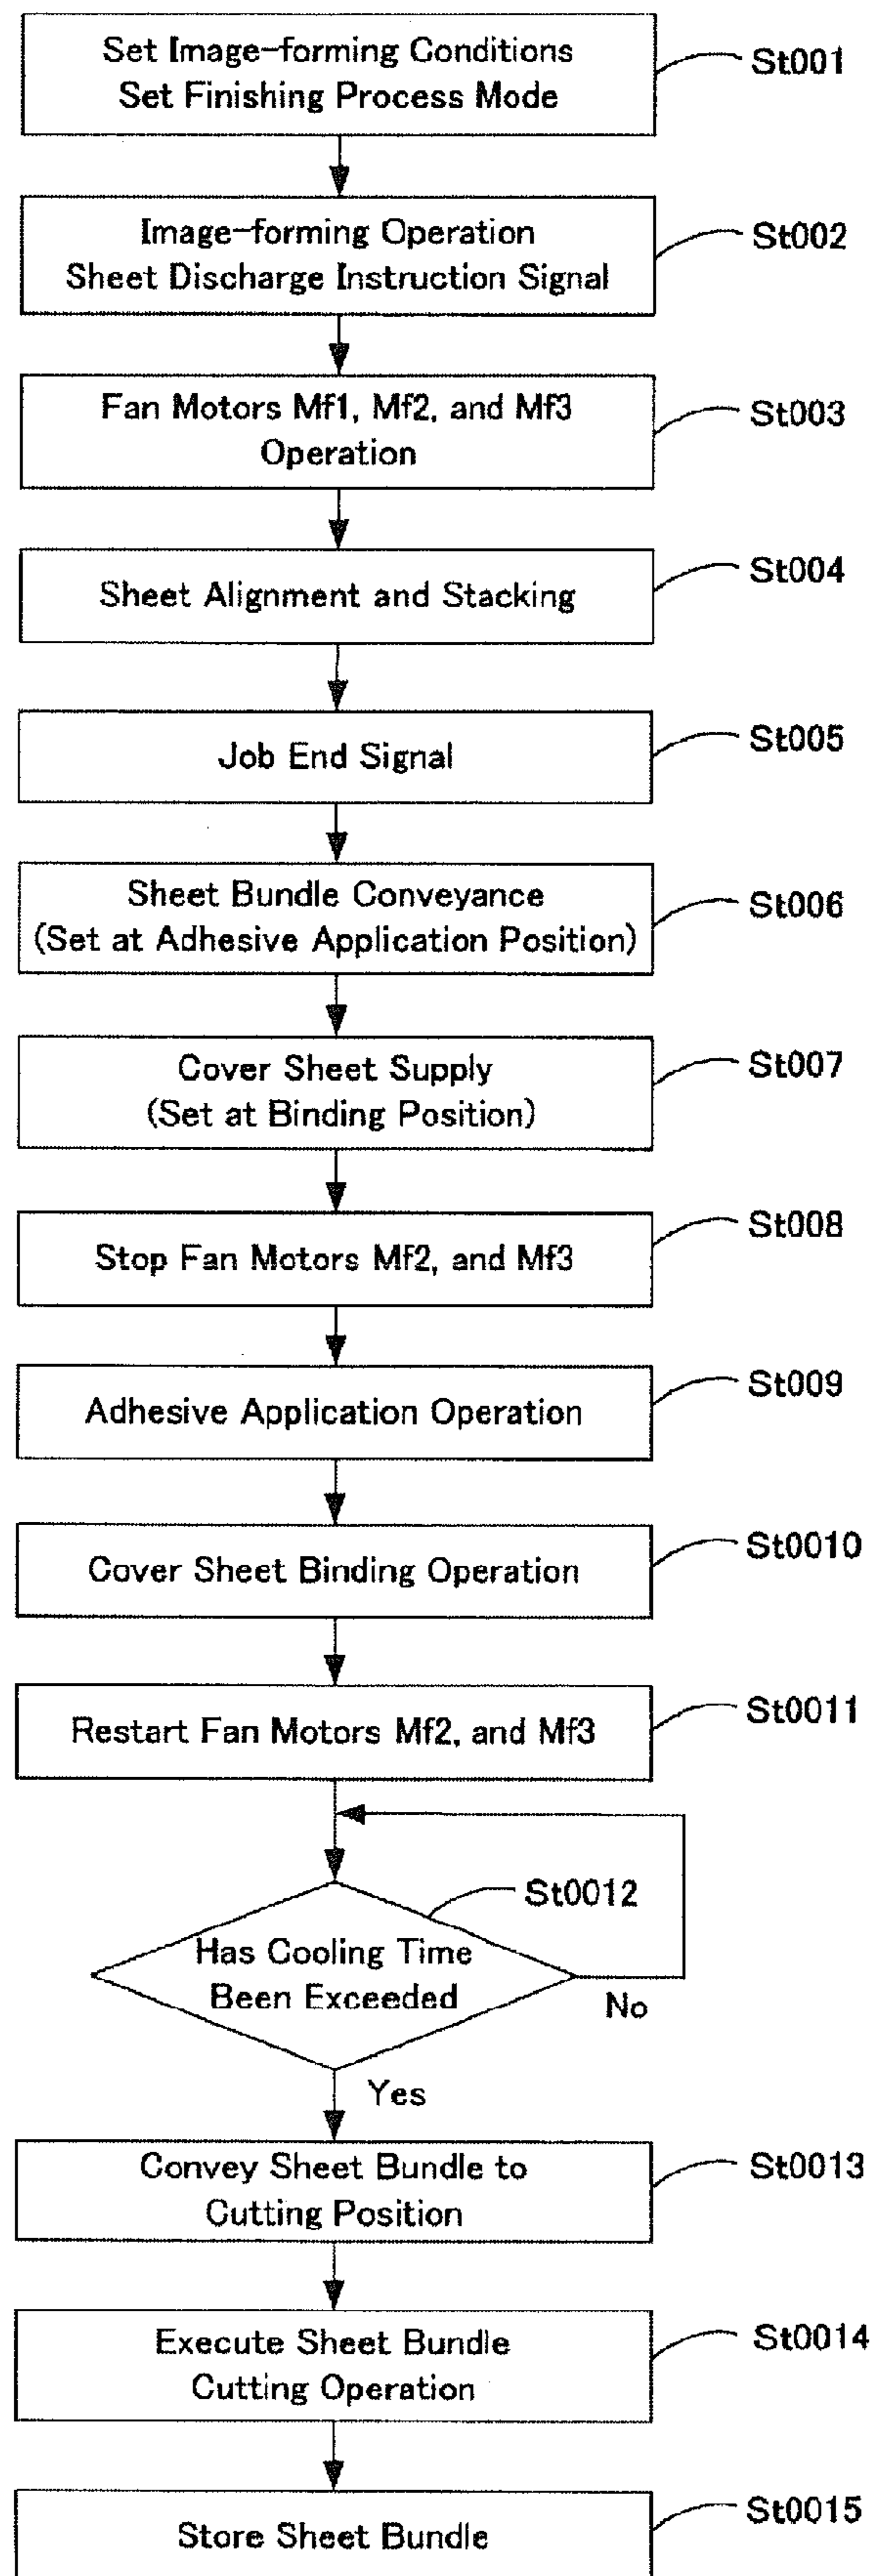 Set Image-forming Conditions
Set Finishing Process Mode
St001
Image-forming Operation
Sheet Discharge Instruction Signal
St002
Fan Motors Mf1, Mf2, and Mf3
Operation
St003
Sheet Alignment and Stacking
St004
Job End Signal
St005
Sheet Bundle Conveyance
(Set at Adhesive Application Position)
St006
Cover Sheet Supply
(Set at Binding Position)
St007
Stop Fan Motors Mf2, and Mf3
St008
Adhesive Application Operation
St009
Cover Sheet Binding Operation
St0010
Restart Fan Motors Mf2, and Mf3
St0011
St0012
Has Cooling Time
Been Exceeded
No
Yes
Convey Sheet Bundle to
Cutting Position
St0013
Execute Sheet Bundle
Cutting Operation
St0014
Store Sheet Bundle
St0015